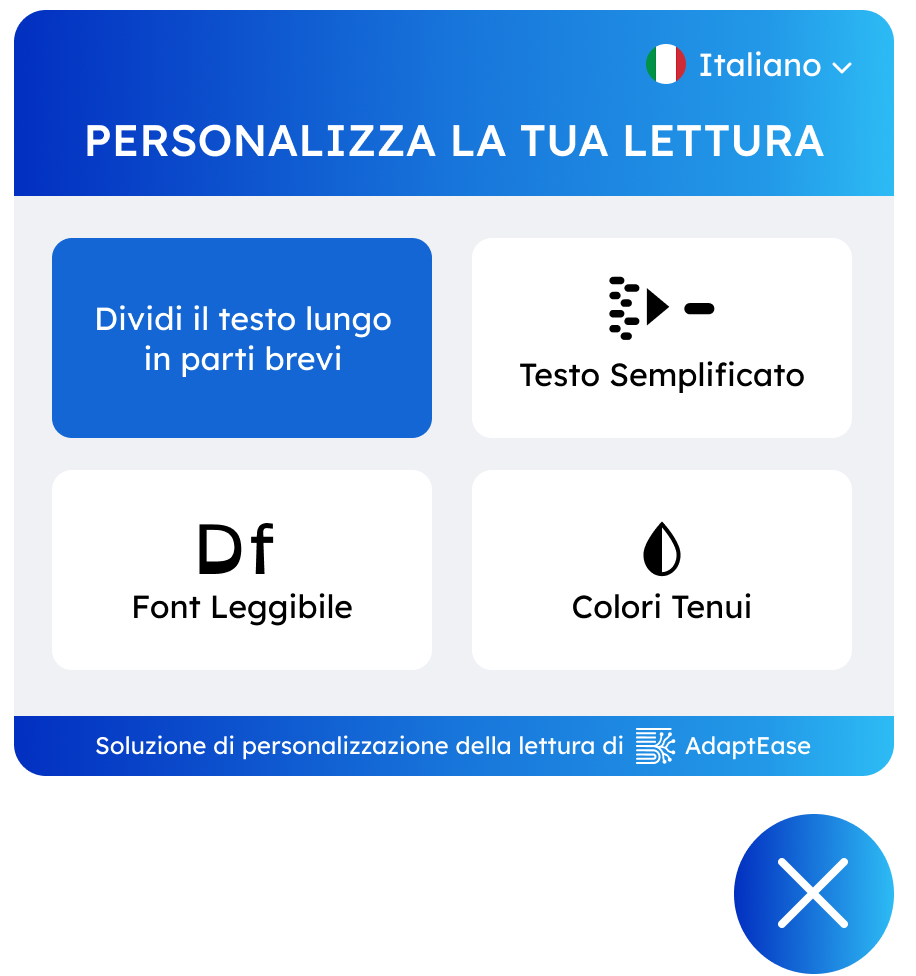 Italiano
PERSONALIZZA LA TUA LETTURA
Dividi il testo lungo
in parti brevi
Testo Semplificato
Df
Font Leggibile
Colori Tenui
Soluzione di personalizzazione della lettura di AdaptEase